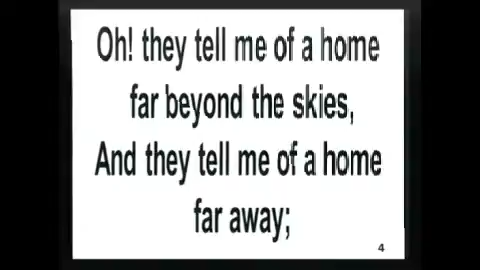 Oh! they tell me of a home
far beyond the skies,
And they tell me of a home
far away;
4